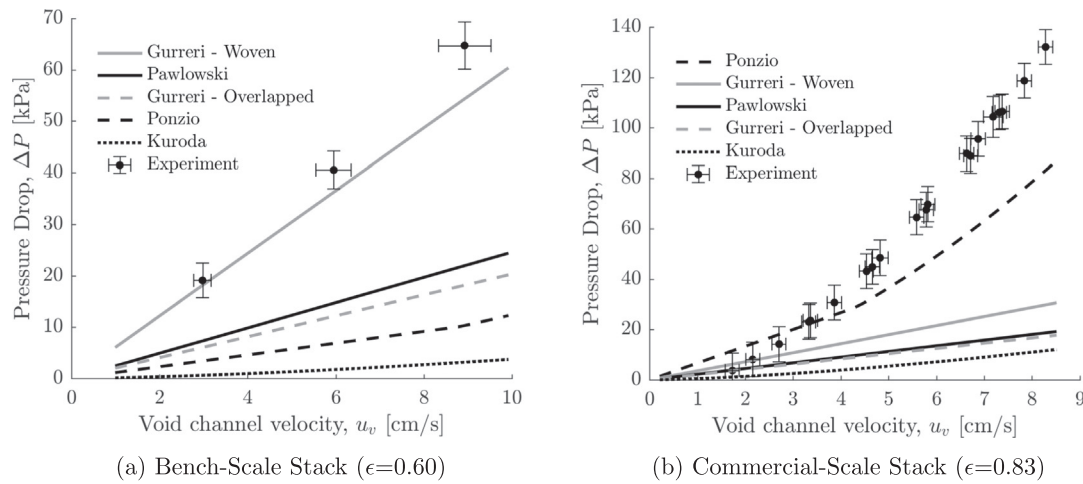 70
60
50
40
30
20
10
0
Pressure Drop, ΔP [kPa]
Gurreri - Woven
Pawlowski
Gurreri - Overlapped
Ponzio
Kuroda
Experiment
0 2 4 6 8 10
Void channel velocity, u_v [cm/s]
(a) Bench-Scale Stack (ϵ=0.60)
140
120
100
80
60
40
20
0
Pressure Drop, ΔP [kPa]
Ponzio
Gurreri - Woven
Pawlowski
Gurreri - Overlapped
Kuroda
Experiment
0 1 2 3 4 5 6 7 8 9
Void channel velocity, u_v [cm/s]
(b) Commercial-Scale Stack (ϵ=0.83)